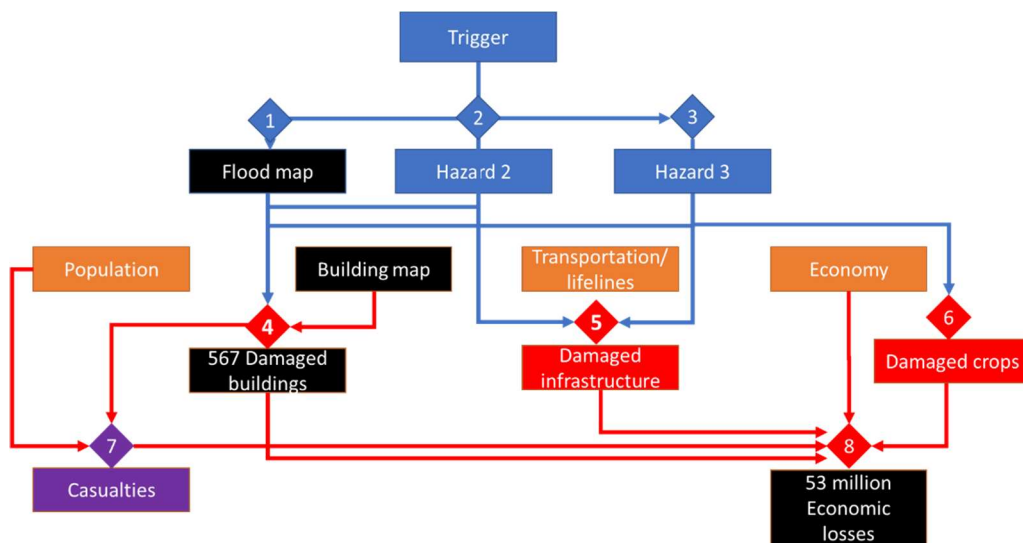 Trigger
1
2
3
Flood map
Hazard 2
Hazard 3
Population
Building map
Transportation/
lifelines
Economy
4
5
6
567 Damaged
buildings
Damaged
infrastructure
Damaged crops
7
8
Casualties
53 million
Economic
losses